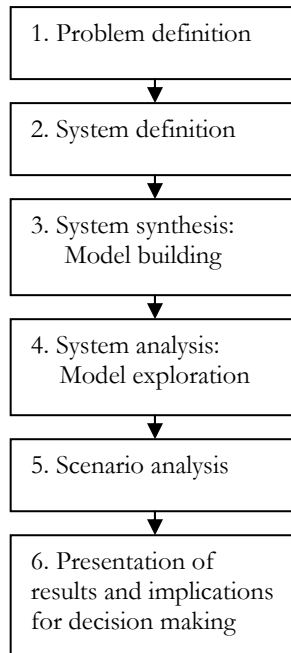 1. Problem definition
2. System definition
3. System synthesis:
Model building
4. System analysis:
Model exploration
5. Scenario analysis
6. Presentation of
results and implications
for decision making